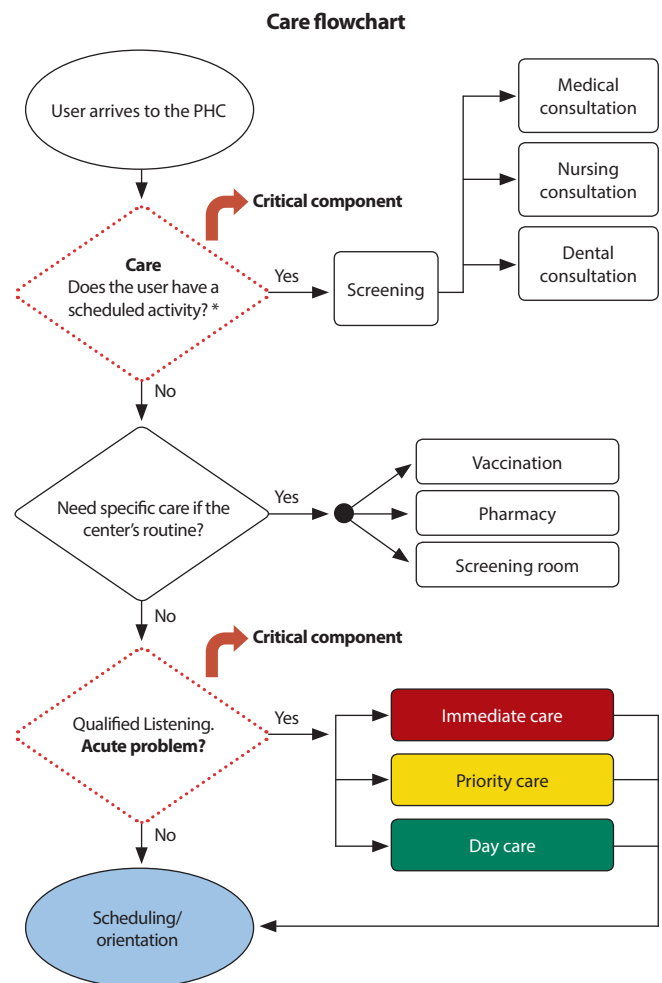 Care flowchart
User arrives to the PHC
Medical
consultation
Nursing
consultation
Dental
consultation
Critical component
Care
Does the user have a
scheduled activity? *
Yes
Screening
No
Need specific care if the
center's routine?
Yes
Vaccination
Pharmacy
Screening room
No
Critical component
Qualified Listening.
Acute problem?
Yes
Immediate care
Priority care
Day care
No
Scheduling/
orientation